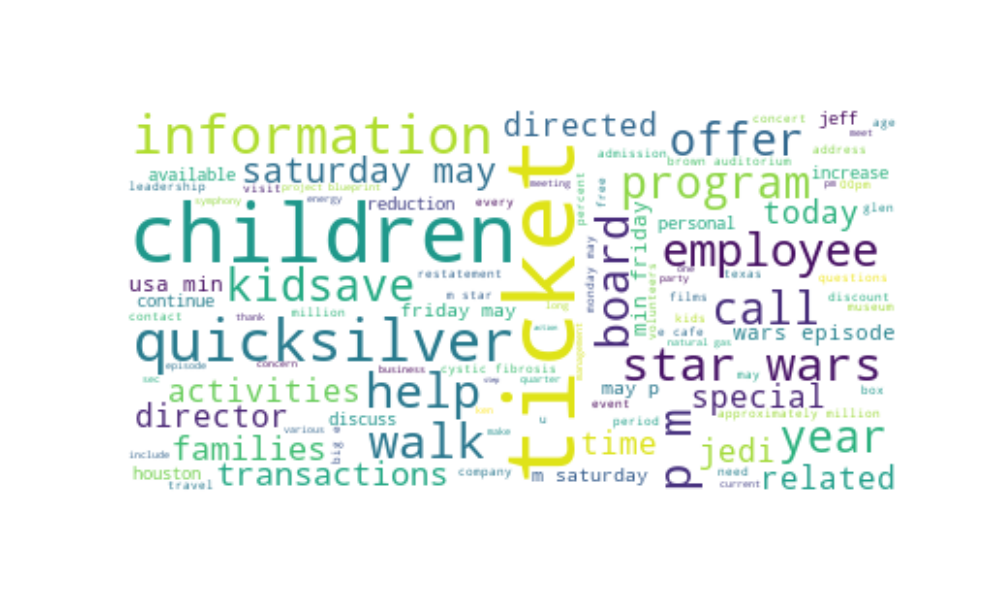 information
directed
offer
concert
jeff
age
meet
available
saturday may
admission
brown auditorium
address
leadership
visit
project blueprint
meeting
program
increase
pm
00pm
symphony
energy
reduction
every
ticket
percent
free
children
board
min friday
personal
today
glen
employee
usa min
kidsave
restatement
monday may
volunteers
one
party
texas
questions
continue
m star
films
call
discount
museum
contact
thank
million
friday may
long
kids
quicksilver
action
management
e cafe
natural gas
wars episode
episode
concern
business
cystic fibrosis
star wars
sec
activities
help
step
quarter
may p
may
special
box
director
discuss
ken
event
approximately million
various
big e
walk
make
u
time
period
p m
jedi
year
include
families
houston
transactions
company
m saturday
need
related
travel
current